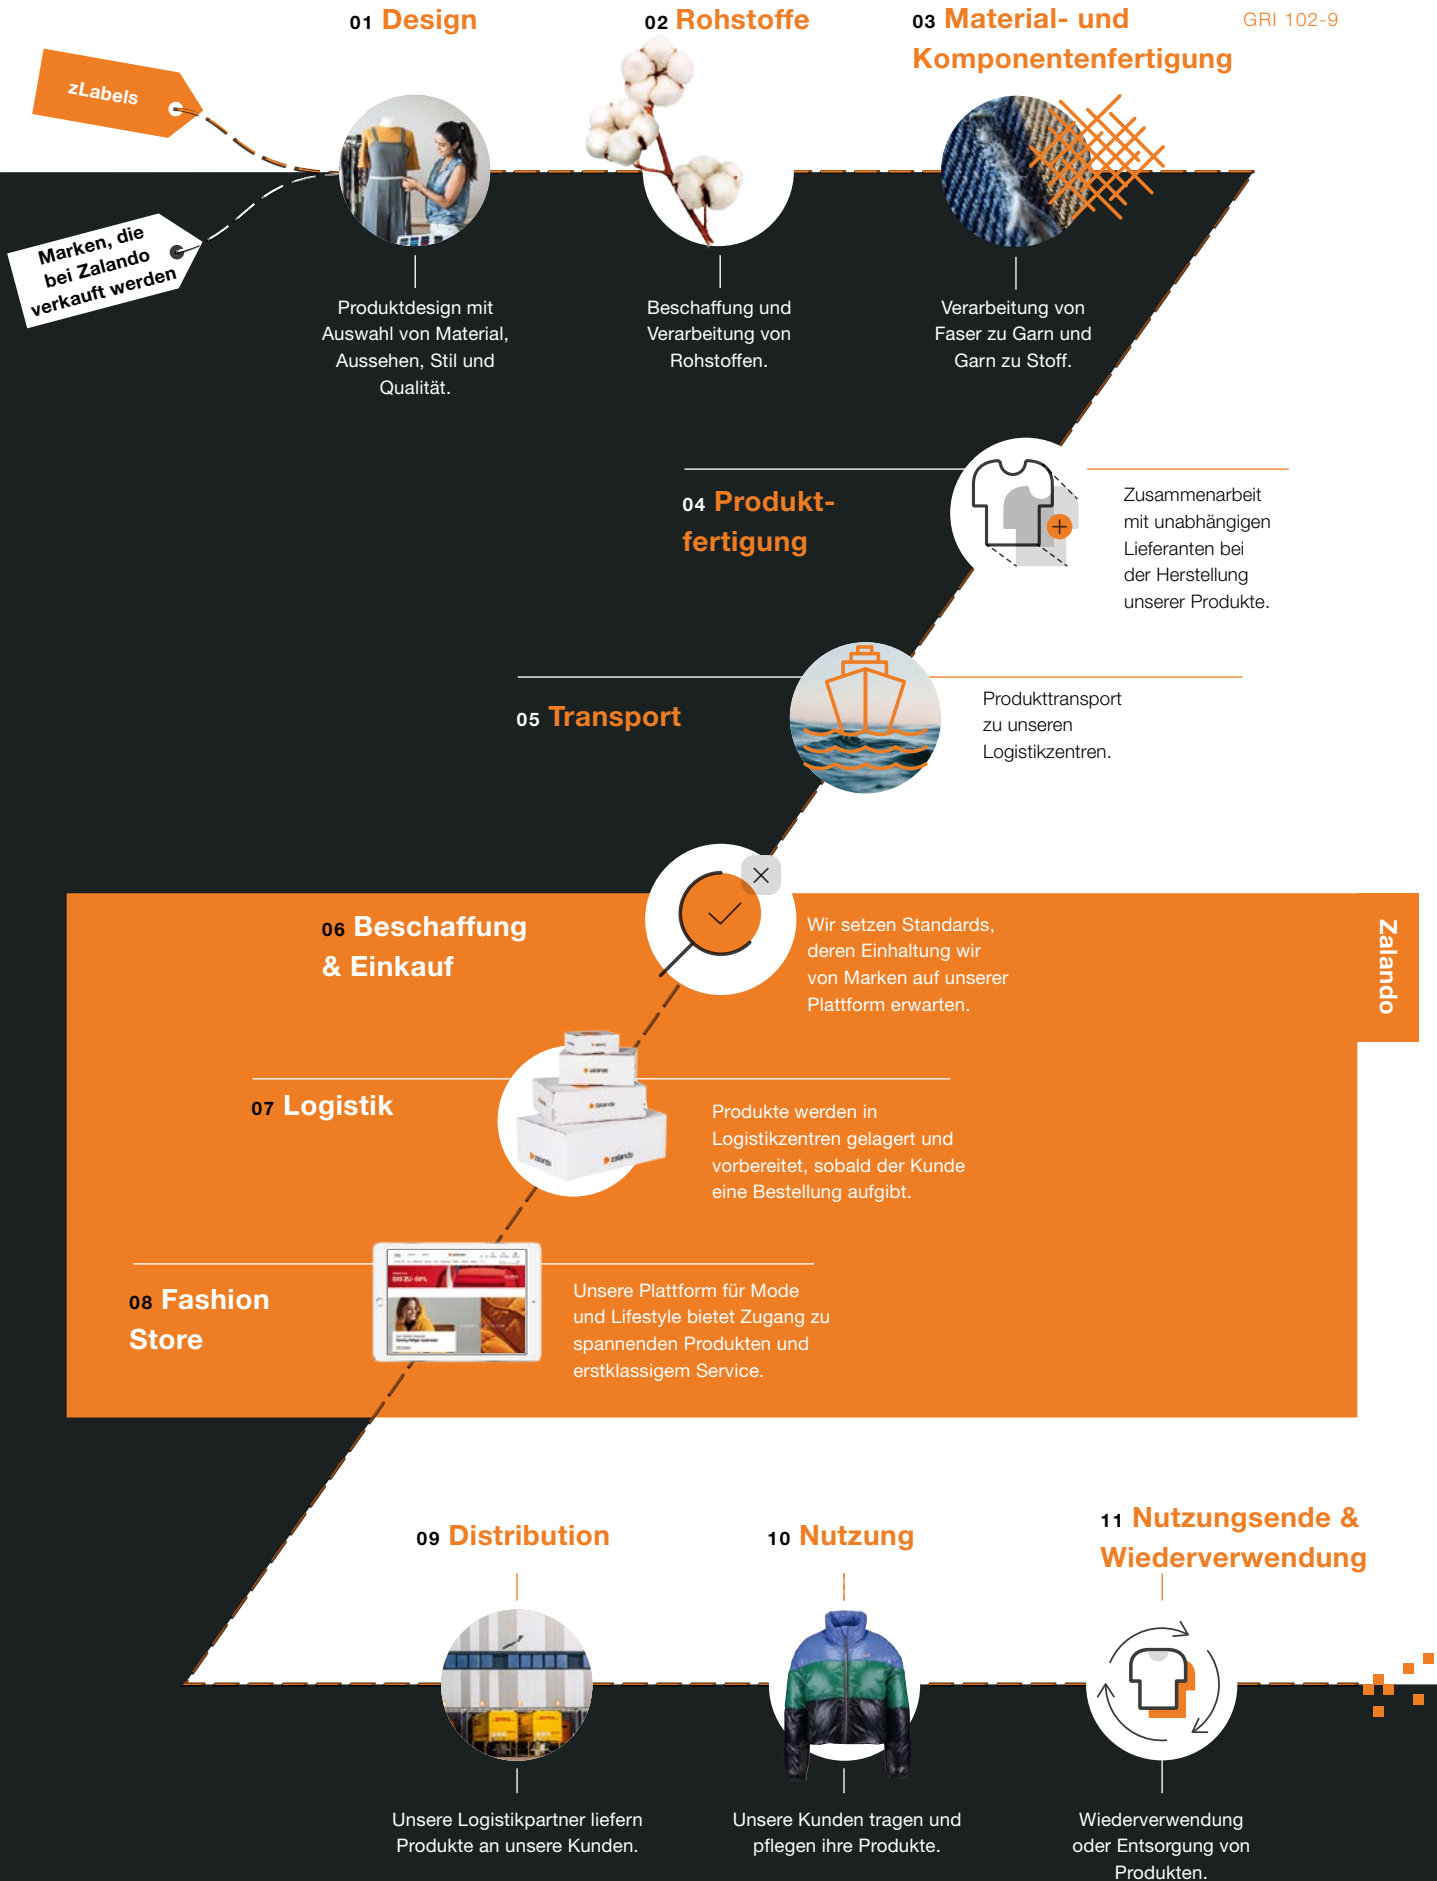 01 Design
02 Rohstoffe
03 Material- und
Komponentenfertigung
GRI 102-9
zLabels
Marken, die
bei Zalando
verkauft werden
Produktdesign mit
Auswahl von Material,
Aussehen, Stil und
Qualität.
Beschaffung und
Verarbeitung von
Rohstoffen.
Verarbeitung von
Faser zu Garn und
Garn zu Stoff.
04 Produkt-
fertigung
Zusammenarbeit
mit unabhängigen
Lieferanten bei
der Herstellung
unserer Produkte.
05 Transport
Produkttransport
zu unseren
Logistikzentren.
06 Beschaffung
& Einkauf
Wir setzen Standards,
deren Einhaltung wir
von Marken auf unserer
Plattform erwarten.
Zalando
07 Logistik
zalando
zalando
zalando
zalando
Produkte werden in
Logistikzentren gelagert und
vorbereitet, sobald der Kunde
eine Bestellung aufgibt.
08 Fashion
Store
BIS ZU -50%
Unsere Plattform für Mode
und Lifestyle bietet Zugang zu
spannenden Produkten und
erstklassigem Service.
09 Distribution
10 Nutzung
11 Nutzungsende &
Wiederverwendung
Unsere Logistikpartner liefern
Produkte an unsere Kunden.
Unsere Kunden tragen und
pflegen ihre Produkte.
Wiederverwendung
oder Entsorgung von
Produkten.